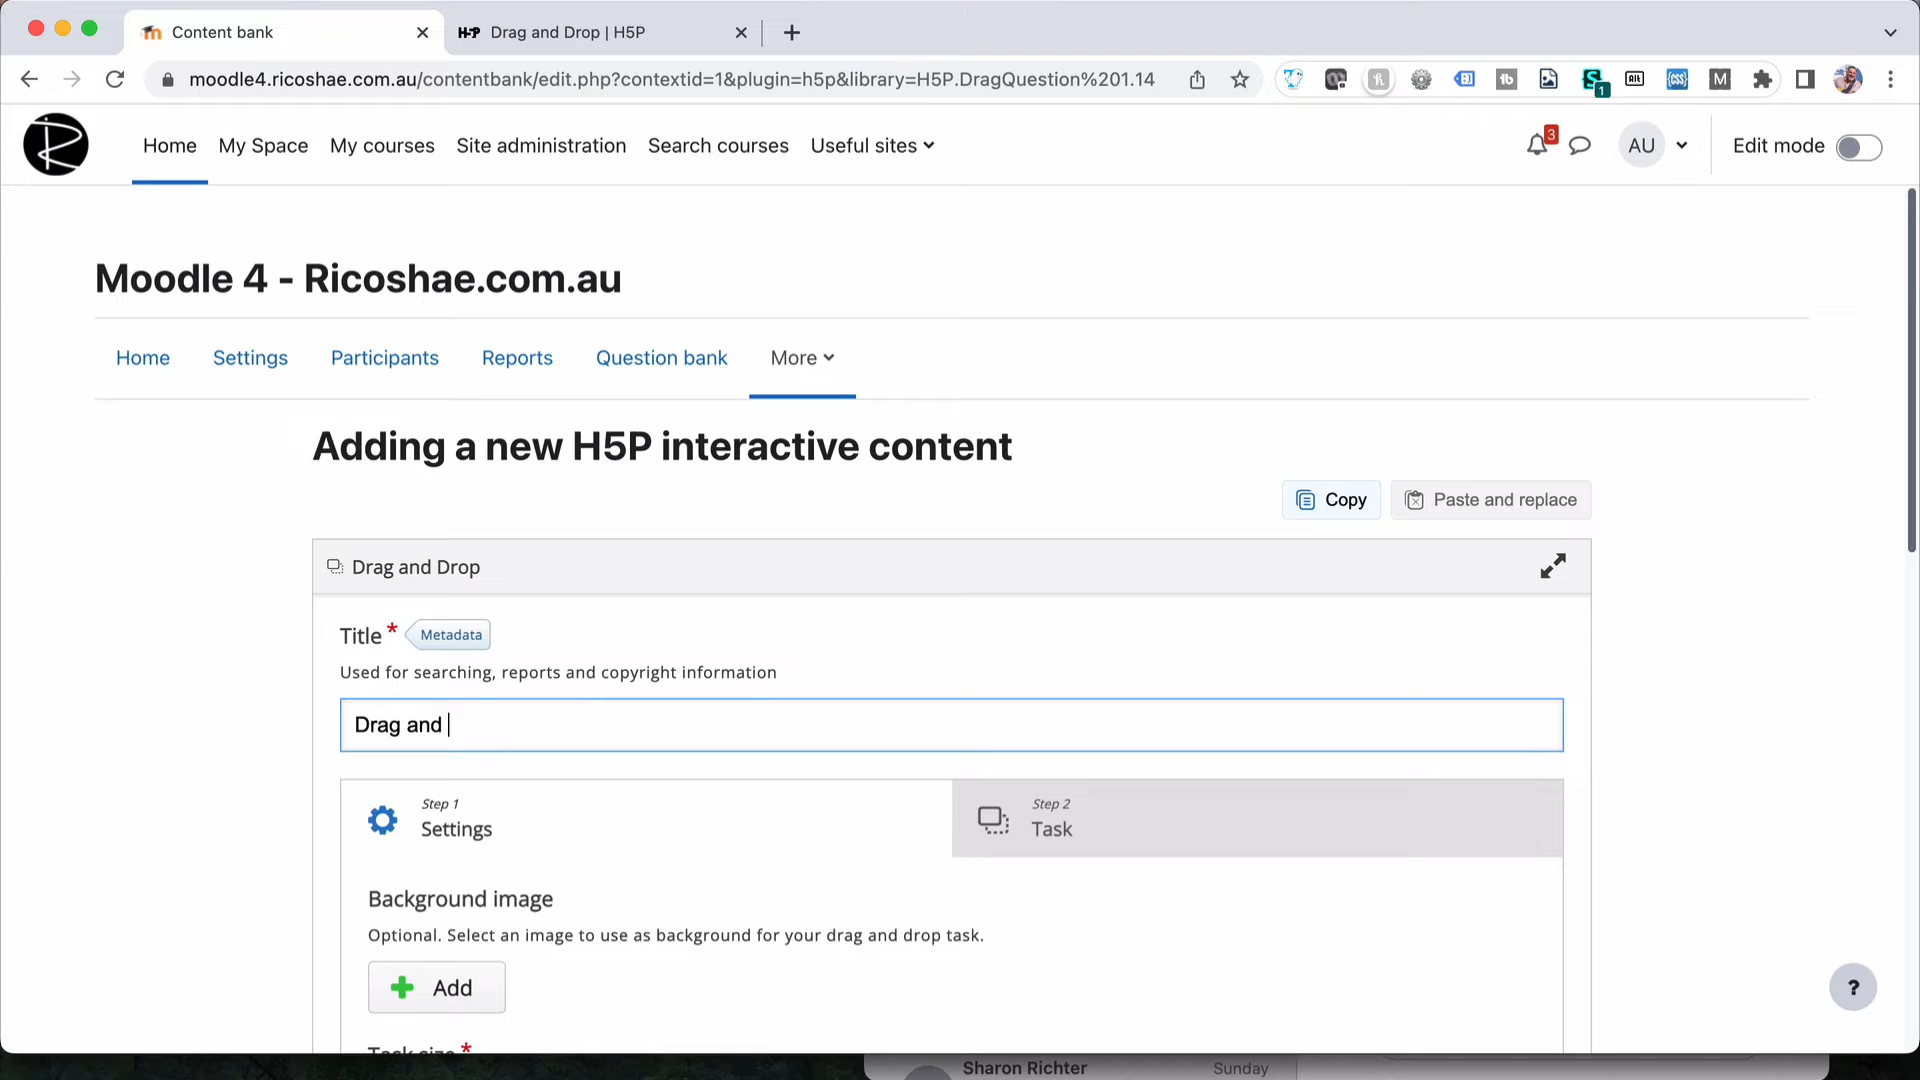 Content bank
H-P Drag and Drop | H5P
moodle4.ricoshae.com.au/contentbank/edit.php?contextid=1&plugin=h5p&library=H5P.DragQuestion%201.14
Home My Space My courses Site administration Search courses Useful sites
3
AU
Edit mode
Moodle 4 - Ricoshae.com.au
Home Settings Participants Reports Question bank More
Adding a new H5P interactive content
Copy Paste and replace
Drag and Drop
Title * Metadata
Used for searching, reports and copyright information
Drag and
Step 1
Settings
Step 2
Task
Background image
Optional. Select an image to use as background for your drag and drop task.
Add
?
Task size *
Sharon Richter Sunday